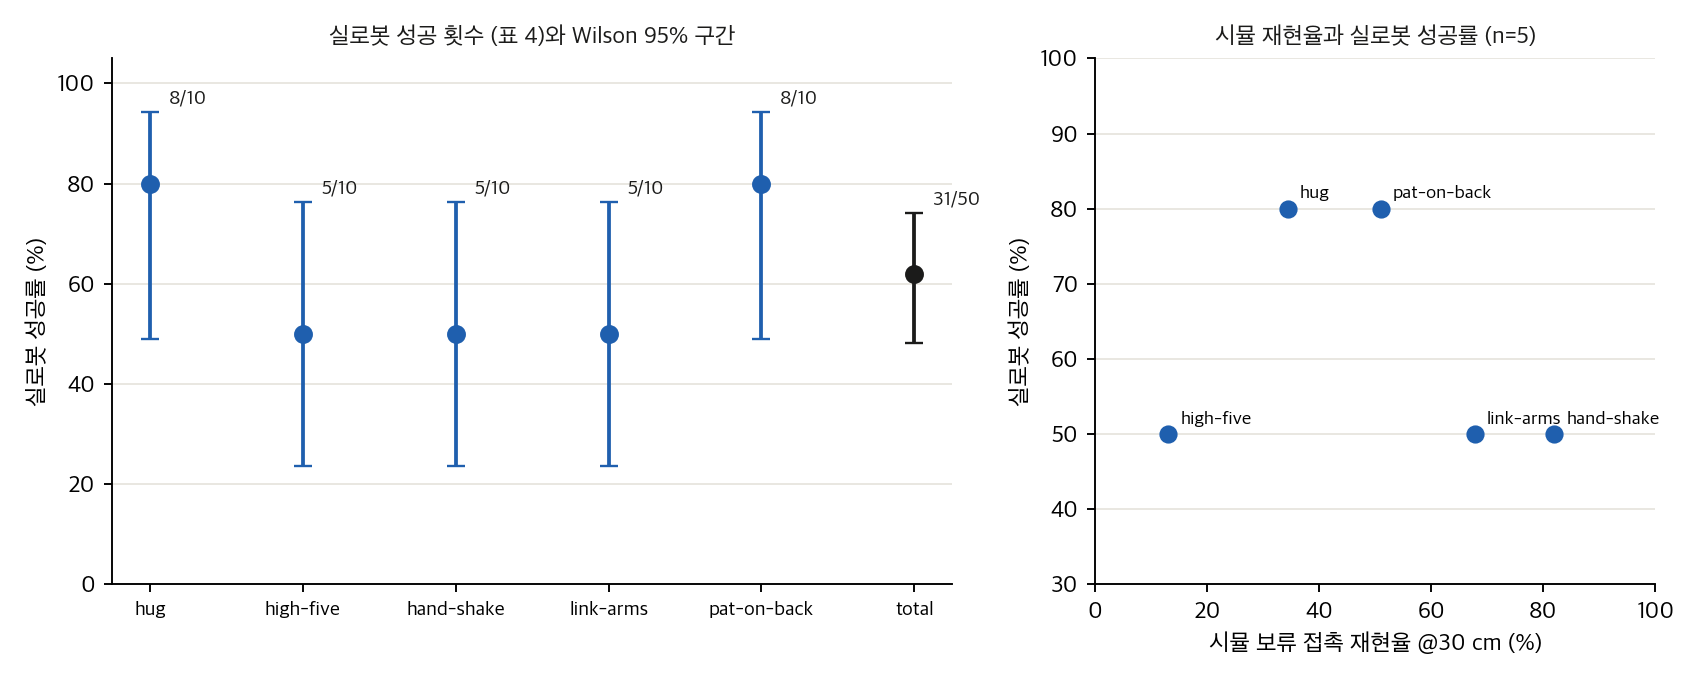 실로봇 성공 횟수 (표 4)와 Wilson 95% 구간
실로봇 성공률 (%)
100
80
60
40
20
0
8/10
5/10
5/10
5/10
8/10
31/50
hug
high-five
hand-shake
link-arms
pat-on-back
total
시뮬 재현율과 실로봇 성공률 (n=5)
실로봇 성공률 (%)
100
90
80
70
60
50
40
30
hug
pat-on-back
high-five
link-arms
hand-shake
0
20
40
60
80
100
시뮬 보류 접촉 재현율 @30 cm (%)